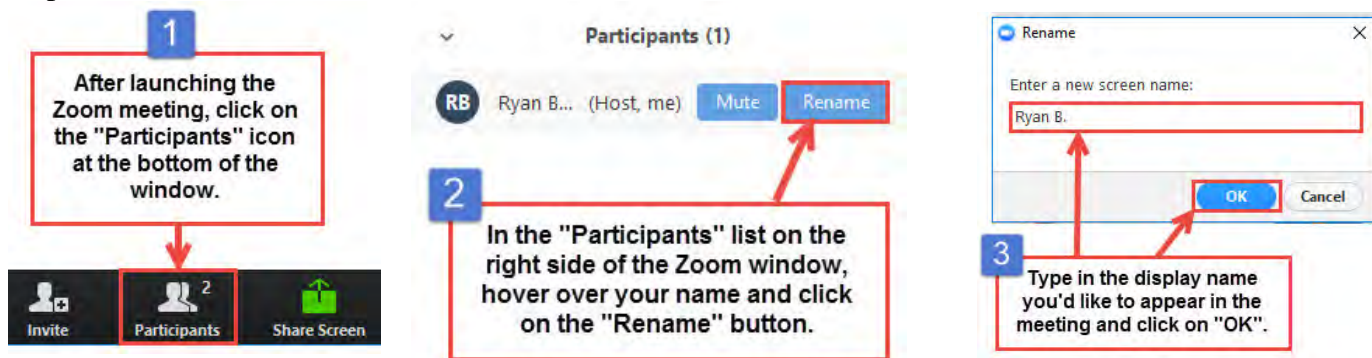 1
After launching the
Zoom meeting, click on
the "Participants" icon
at the bottom of the
window.
2
Invite
Participants
Share Screen
Participants (1)
RB Ryan B... (Host, me) Mute Rename
2
In the "Participants" list on the
right side of the Zoom window,
hover over your name and click
on the "Rename" button.
Rename
Enter a new screen name:
Ryan B.
OK Cancel
3
Type in the display name
you'd like to appear in the
meeting and click on "OK".